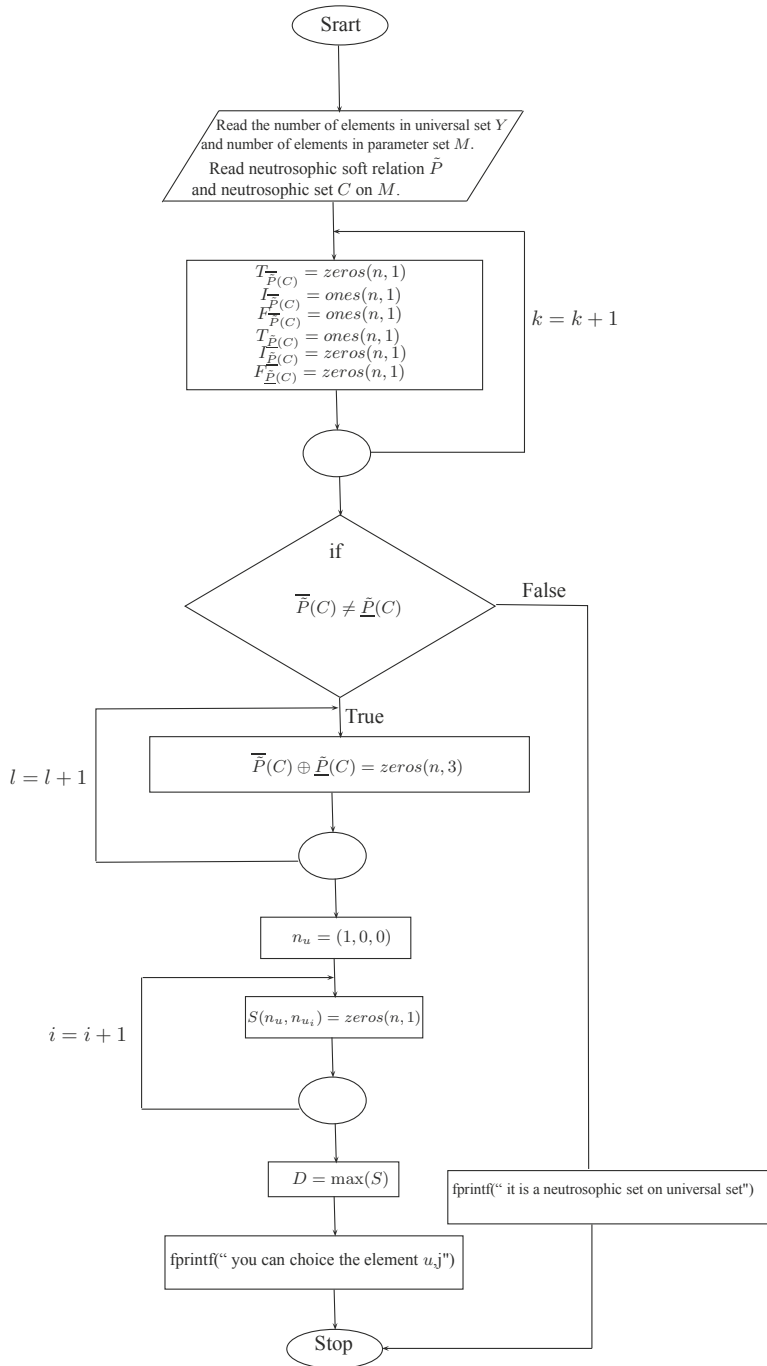 Srart
Read the number of elements in universal set $Y$
and number of elements in parameter set $M$.
Read neutrosophic soft relation $\tilde{P}$
and neutrosophic set $C$ on $M$.
$T_{\overline{\tilde{P}}(C)} = zeros(n, 1)$
$I_{\overline{\tilde{P}}(C)} = ones(n, 1)$
$F_{\overline{\tilde{P}}(C)} = ones(n, 1)$
$T_{\underline{\tilde{P}}(C)} = ones(n, 1)$
$I_{\underline{\tilde{P}}(C)} = zeros(n, 1)$
$F_{\underline{\tilde{P}}(C)} = zeros(n, 1)$
$k = k + 1$
if
$\overline{\tilde{P}}(C) \neq \underline{\tilde{P}}(C)$
False
True
$\overline{\tilde{P}}(C) \oplus \underline{\tilde{P}}(C) = zeros(n, 3)$
$l = l + 1$
$n_u = (1, 0, 0)$
$S(n_u, n_{u_i}) = zeros(n, 1)$
$i = i + 1$
$D = \max(S)$
fprintf(“ it is a neutrosophic set on universal set")
fprintf(“ you can choice the element $u$,j")
Stop